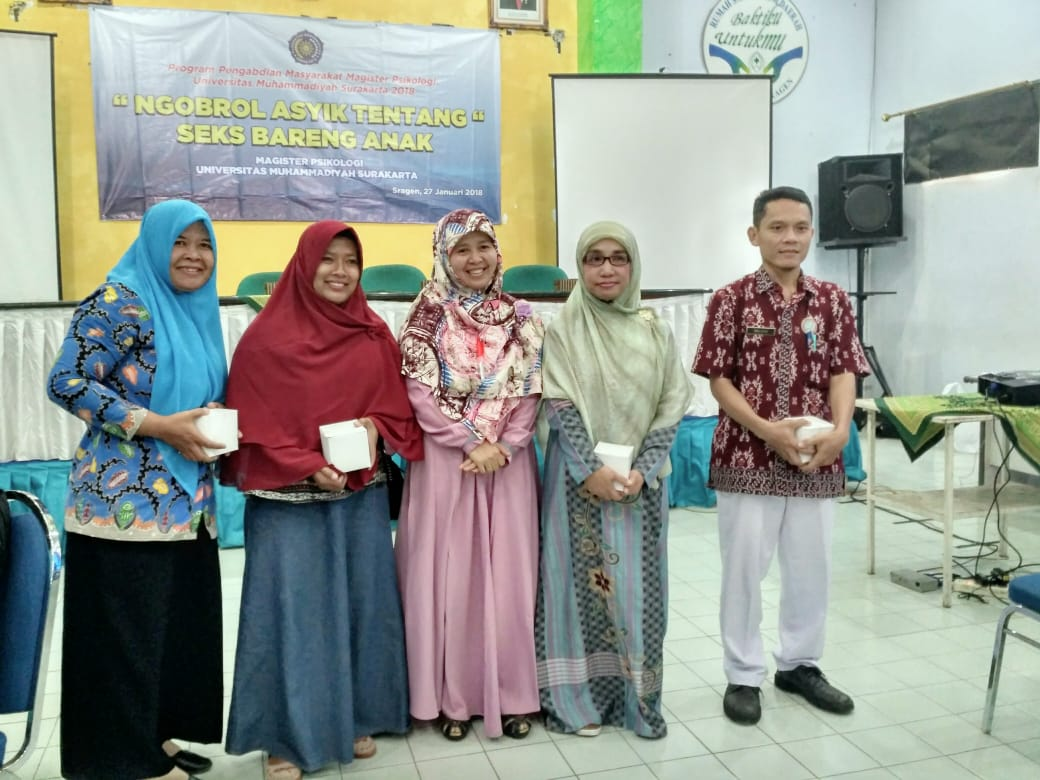 Program Pengabdian Masyarakat Magister Psikologi
Universitas Muhammadiyah Surakarta 2018
“ NGOBROL ASYIK TENTANG “
SEKS BARENG ANAK
MAGISTER PSIKOLOGI
UNIVERSITAS MUHAMMADIYAH SURAKARTA
Sragen, 27 Januari 2018
Baktiku
Untukmu